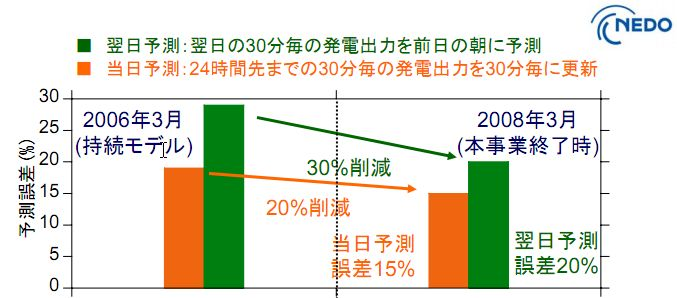 NEDO
■ 翌日予測：翌日の30分毎の発電出力を前日の朝に予測
■ 当日予測：24時間先までの30分毎の発電出力を30分毎に更新
予測誤差(%)
30
25
20
15
10
5
0
2006年3月
(持続モデル)
2008年3月
(本事業終了時)
30%削減
20%削減
当日予測
誤差15%
翌日予測
誤差20%